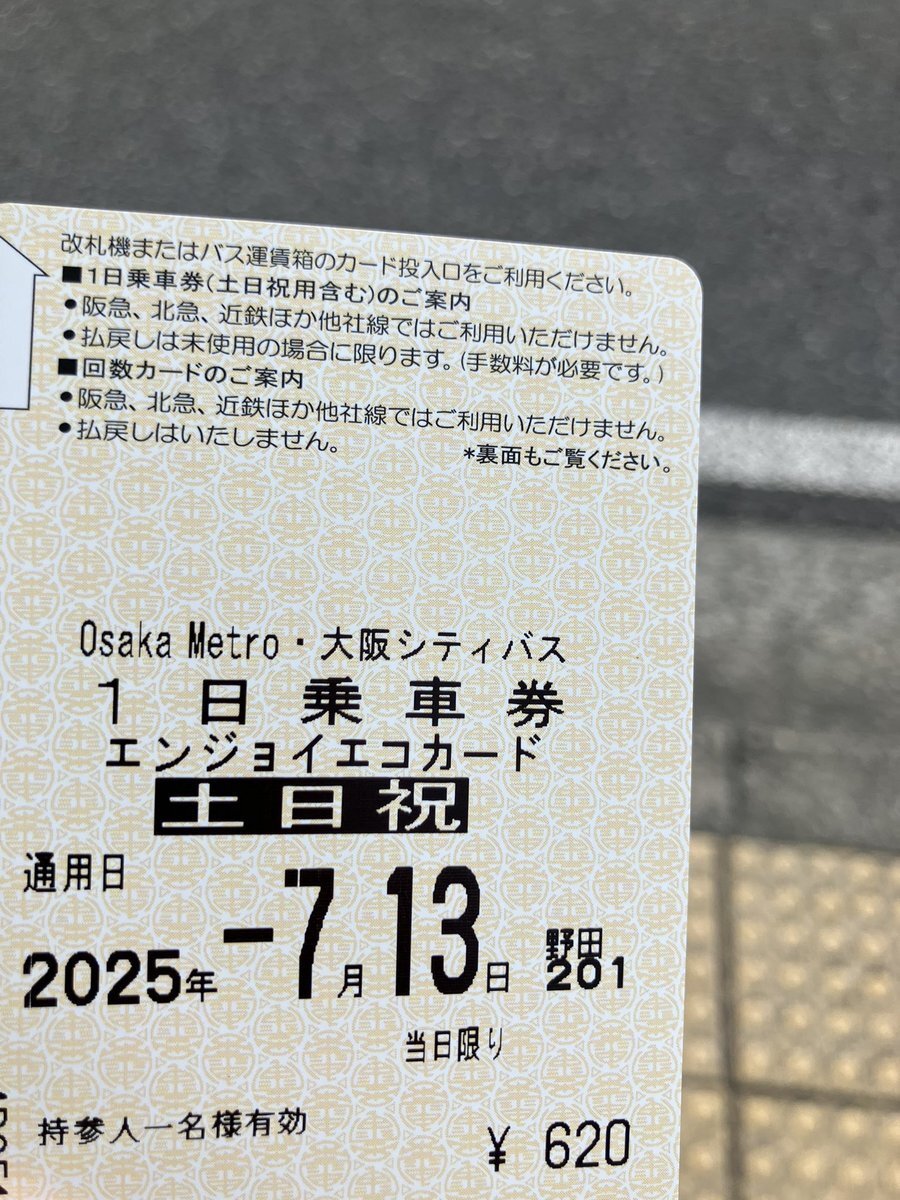 改札機またはバス運賃箱のカード投入口をご利用ください。
■1日乗車券(土日祝用含む)のご案内
●阪急、北急、近鉄ほか他社線ではご利用いただけません。
●払戻しは未使用の場合に限ります。(手数料が必要です。)
■回数カードのご案内
●阪急、北急、近鉄ほか他社線ではご利用いただけません。
●払戻しはいたしません。
*裏面もご覧ください。
Osaka Metro・大阪シティバス
1日乗車券
エンジョイエコカード
土日祝
通用日
2025年 -7月13日 野田
201
当日限り
持参人一名様有効
¥ 620